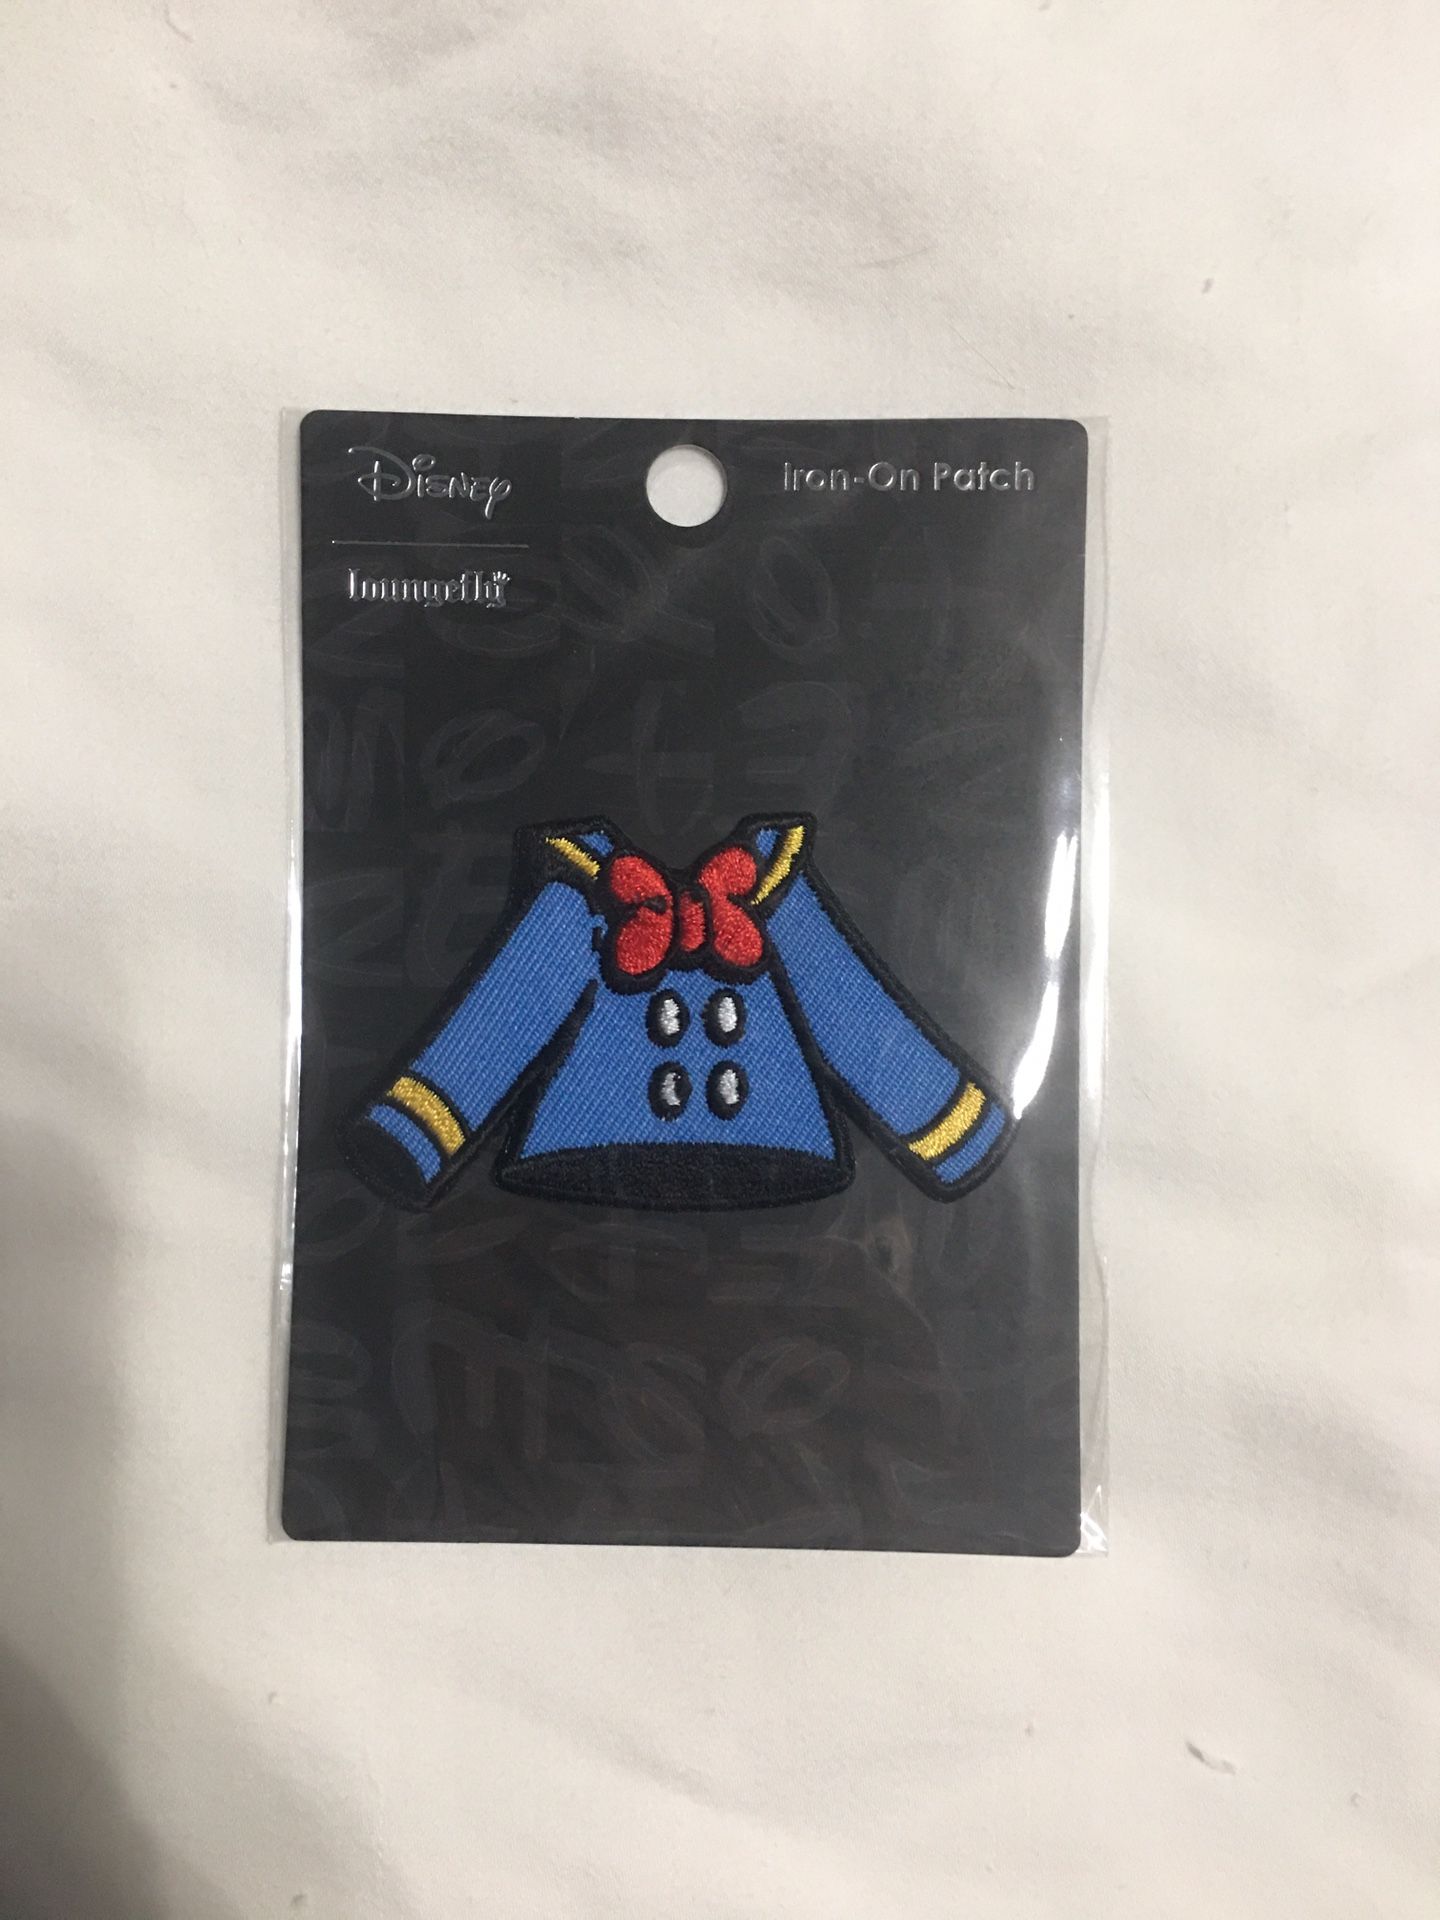 Disney
Iron-On Patch
loungefly